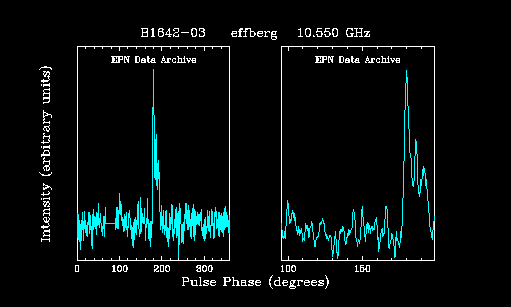 B1642-03 effberg 10.550 GHz
EPN Data Archive EPN Data Archive
Intensity (arbitrary units)
0 100 200 300 100 150
Pulse Phase (degrees)